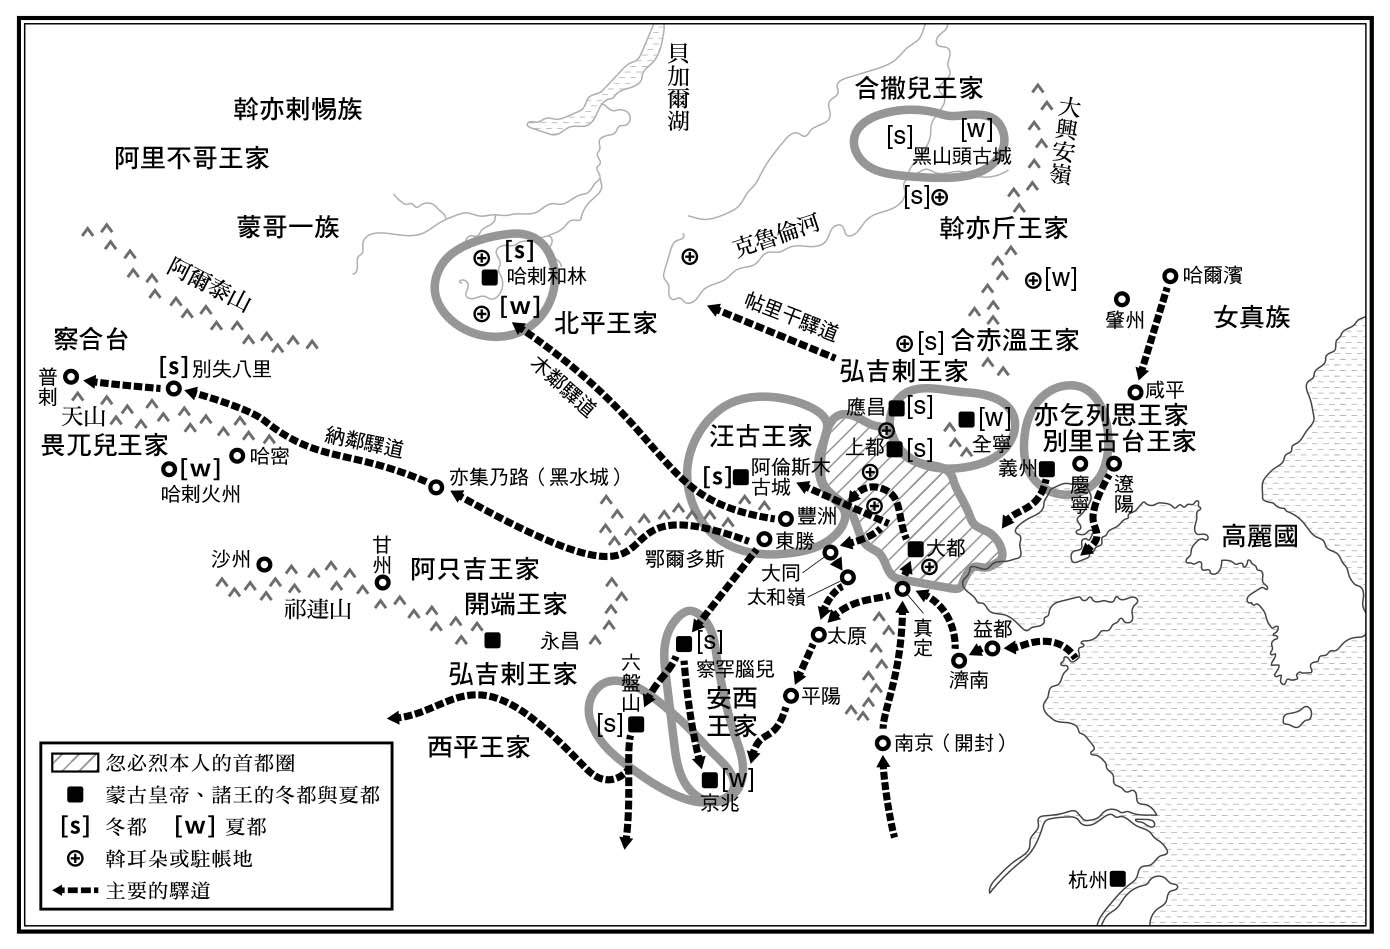 貝加爾湖
合撒兒王家
[s]
[w]
黑山頭古城
大興安嶺
斡亦剌惕族
阿里不哥王家
蒙哥一族
[s]
克魯倫河
斡亦斤王家
阿爾泰山
[s]
哈剌和林
[w]
北平王家
[w]
哈爾濱
肇州
女真族
帖里干驛道
[s]
合赤溫王家
弘吉剌王家
察合台
[s]
別失八里
普剌
木鄰驛道
咸平
天山
畏兀兒王家
納鄰驛道
應昌
[s]
[w]
全寧
亦乞列思王家
別里古台王家
汪古王家
上都
[s]
哈密
[w]
哈剌火州
亦集乃路（黑水城）
[s]
阿倫斯木
古城
義州
慶寧
遼陽
豐洲
東勝
鄂爾多斯
大都
高麗國
沙州
甘州
阿只吉王家
大同
太和嶺
祁連山
開端王家
永昌
太原
真定
益都
濟南
六盤山
[s]
察罕腦兒
弘吉剌王家
安西
王家
平陽
[s]
西平王家
南京（開封）
[w]
京兆
杭州
忽必烈本人的首都圈
蒙古皇帝、諸王的冬都與夏都
[s] 冬都 [w] 夏都
斡耳朵或駐帳地
主要的驛道